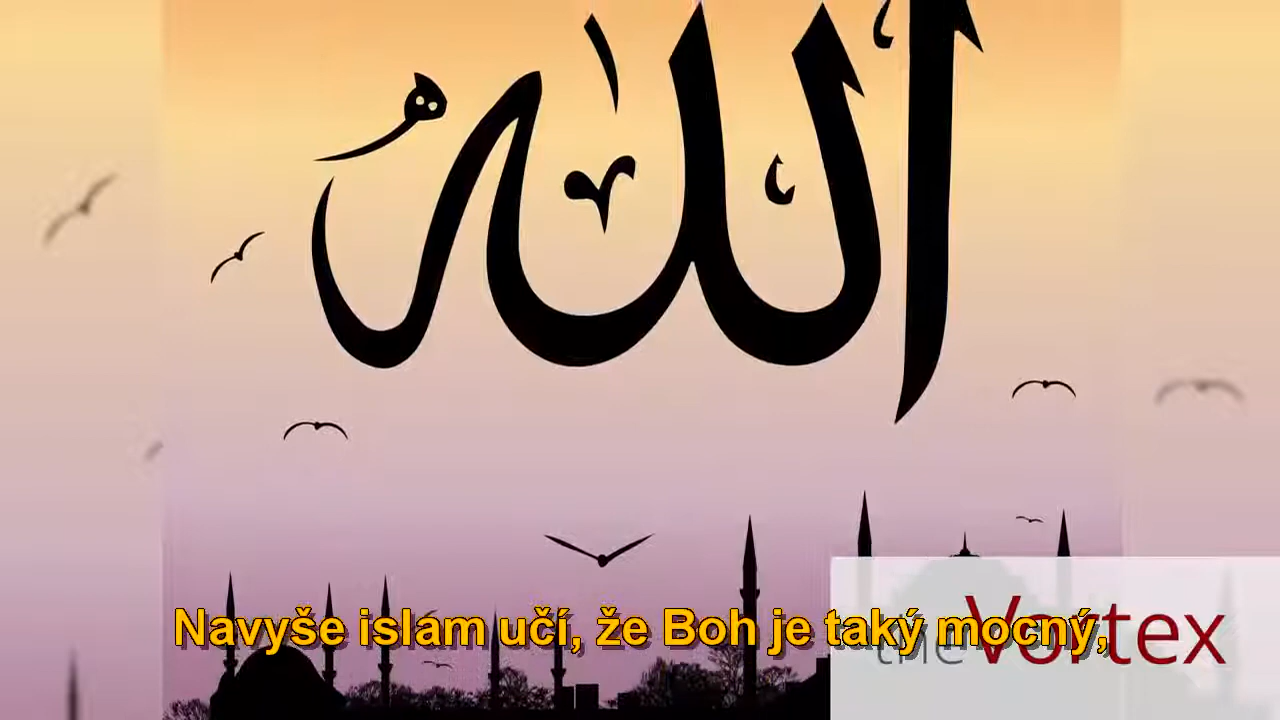 اللهُ
Navyše islam učí, že Boh je taký mocný,
the Vortex